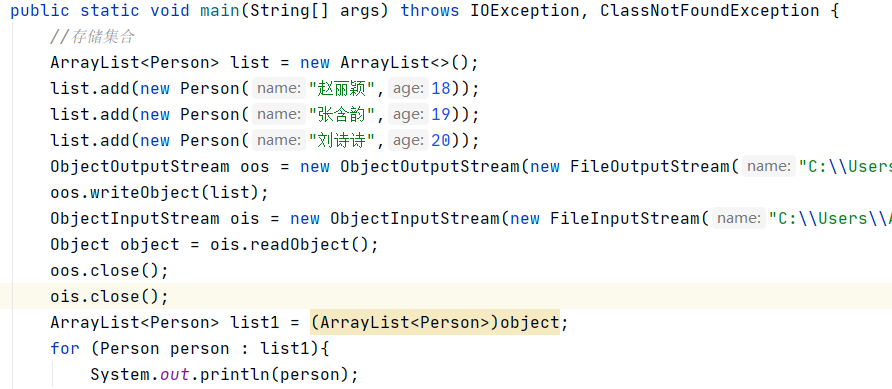 public static void main(String[] args) throws IOException, ClassNotFoundException {
//存储集合
ArrayList<Person> list = new ArrayList<>();
list.add(new Person( name: "赵丽颖", age: 18));
list.add(new Person( name: "张含韵", age: 19));
list.add(new Person( name: "刘诗诗", age: 20));
ObjectOutputStream oos = new ObjectOutputStream(new FileOutputStream( name: "C:\\Users
oos.writeObject(list);
ObjectInputStream ois = new ObjectInputStream(new FileInputStream( name: "C:\\Users\\A
Object object = ois.readObject();
oos.close();
ois.close();
ArrayList<Person> list1 = (ArrayList<Person>)object;
for (Person person : list1){
System.out.println(person);